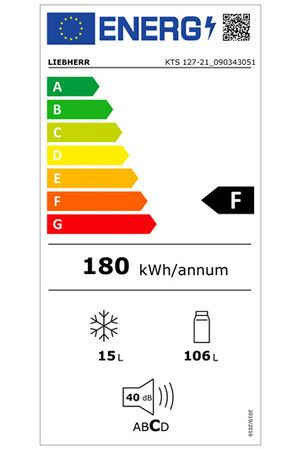 ENERG
LIEBHERR KTS 127-21_090343051
A
B
C
D
E
F
G
F
180 kWh/annum
15 L 106 L
40 dB
ABCD
2019/2016